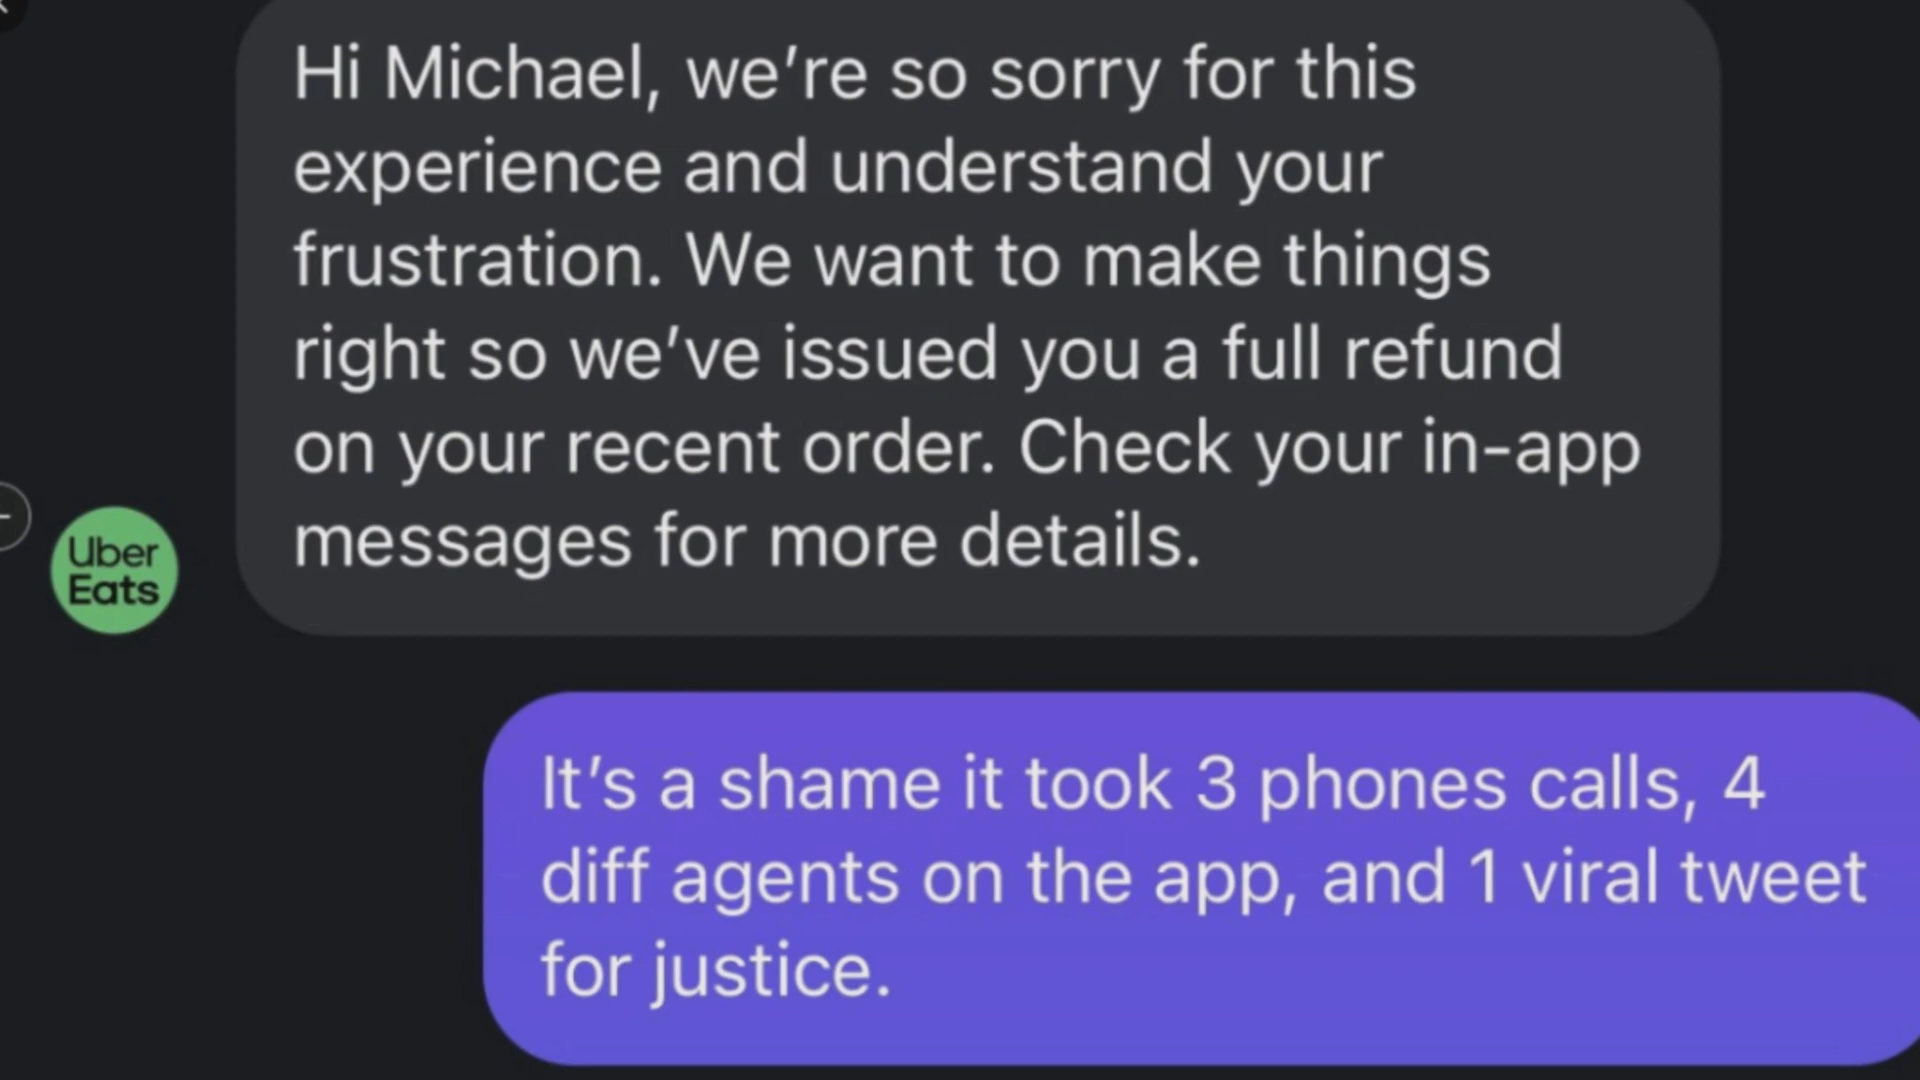 Hi Michael, we’re so sorry for this
experience and understand your
frustration. We want to make things
right so we’ve issued you a full refund
on your recent order. Check your in-app
messages for more details.
Uber
Eats
It’s a shame it took 3 phones calls, 4
diff agents on the app, and 1 viral tweet
for justice.